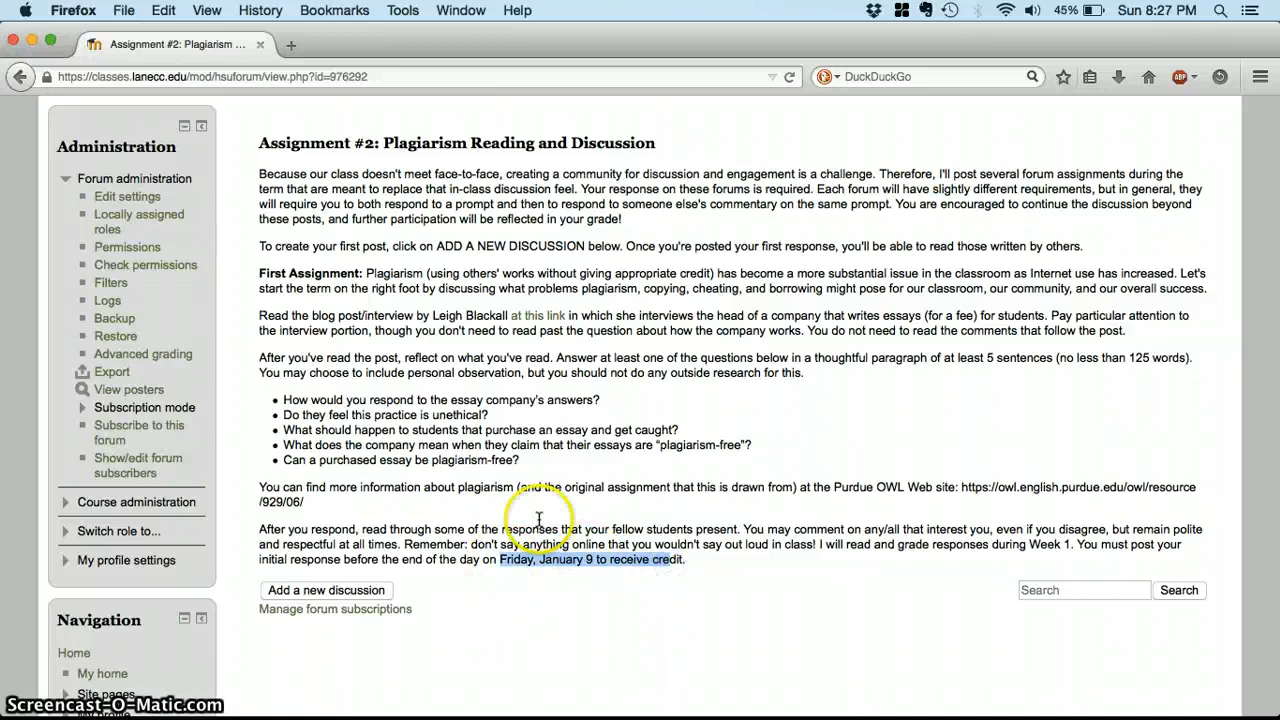 Firefox File Edit View History Bookmarks Tools Window Help 45% Sun 8:27 PM
Assignment #2: Plagiarism ...
https://classes.lanecc.edu/mod/hsuforum/view.php?id=976292 DuckDuckGo ABP
Administration
Forum administration
Edit settings
Locally assigned
roles
Permissions
Check permissions
Filters
Logs
Backup
Restore
Advanced grading
Export
View posters
Subscription mode
Subscribe to this
forum
Show/edit forum
subscribers
Course administration
Switch role to...
My profile settings
Navigation
Home
My home
Site pages
Assignment #2: Plagiarism Reading and Discussion
Because our class doesn't meet face-to-face, creating a community for discussion and engagement is a challenge. Therefore, I'll post several forum assignments during the
term that are meant to replace that in-class discussion feel. Your response on these forums is required. Each forum will have slightly different requirements, but in general, they
will require you to both respond to a prompt and then to respond to someone else's commentary on the same prompt. You are encouraged to continue the discussion beyond
these posts, and further participation will be reflected in your grade!
To create your first post, click on ADD A NEW DISCUSSION below. Once you're posted your first response, you'll be able to read those written by others.
First Assignment: Plagiarism (using others' works without giving appropriate credit) has become a more substantial issue in the classroom as Internet use has increased. Let's
start the term on the right foot by discussing what problems plagiarism, copying, cheating, and borrowing might pose for our classroom, our community, and our overall success.
Read the blog post/interview by Leigh Blackall at this link in which she interviews the head of a company that writes essays (for a fee) for students. Pay particular attention to
the interview portion, though you don't need to read past the question about how the company works. You do not need to read the comments that follow the post.
After you've read the post, reflect on what you've read. Answer at least one of the questions below in a thoughtful paragraph of at least 5 sentences (no less than 125 words).
You may choose to include personal observation, but you should not do any outside research for this.
How would you respond to the essay company's answers?
Do they feel this practice is unethical?
What should happen to students that purchase an essay and get caught?
What does the company mean when they claim that their essays are “plagiarism-free”?
Can a purchased essay be plagiarism-free?
You can find more information about plagiarism (and the original assignment that this is drawn from) at the Purdue OWL Web site: https://owl.english.purdue.edu/owl/resource
/929/06/
After you respond, read through some of the responses that your fellow students present. You may comment on any/all that interest you, even if you disagree, but remain polite
and respectful at all times. Remember: don't say anything online that you wouldn't say out loud in class! I will read and grade responses during Week 1. You must post your
initial response before the end of the day on Friday, January 9 to receive credit.
Add a new discussion Search Search
Manage forum subscriptions
Screencast-O-Matic.com